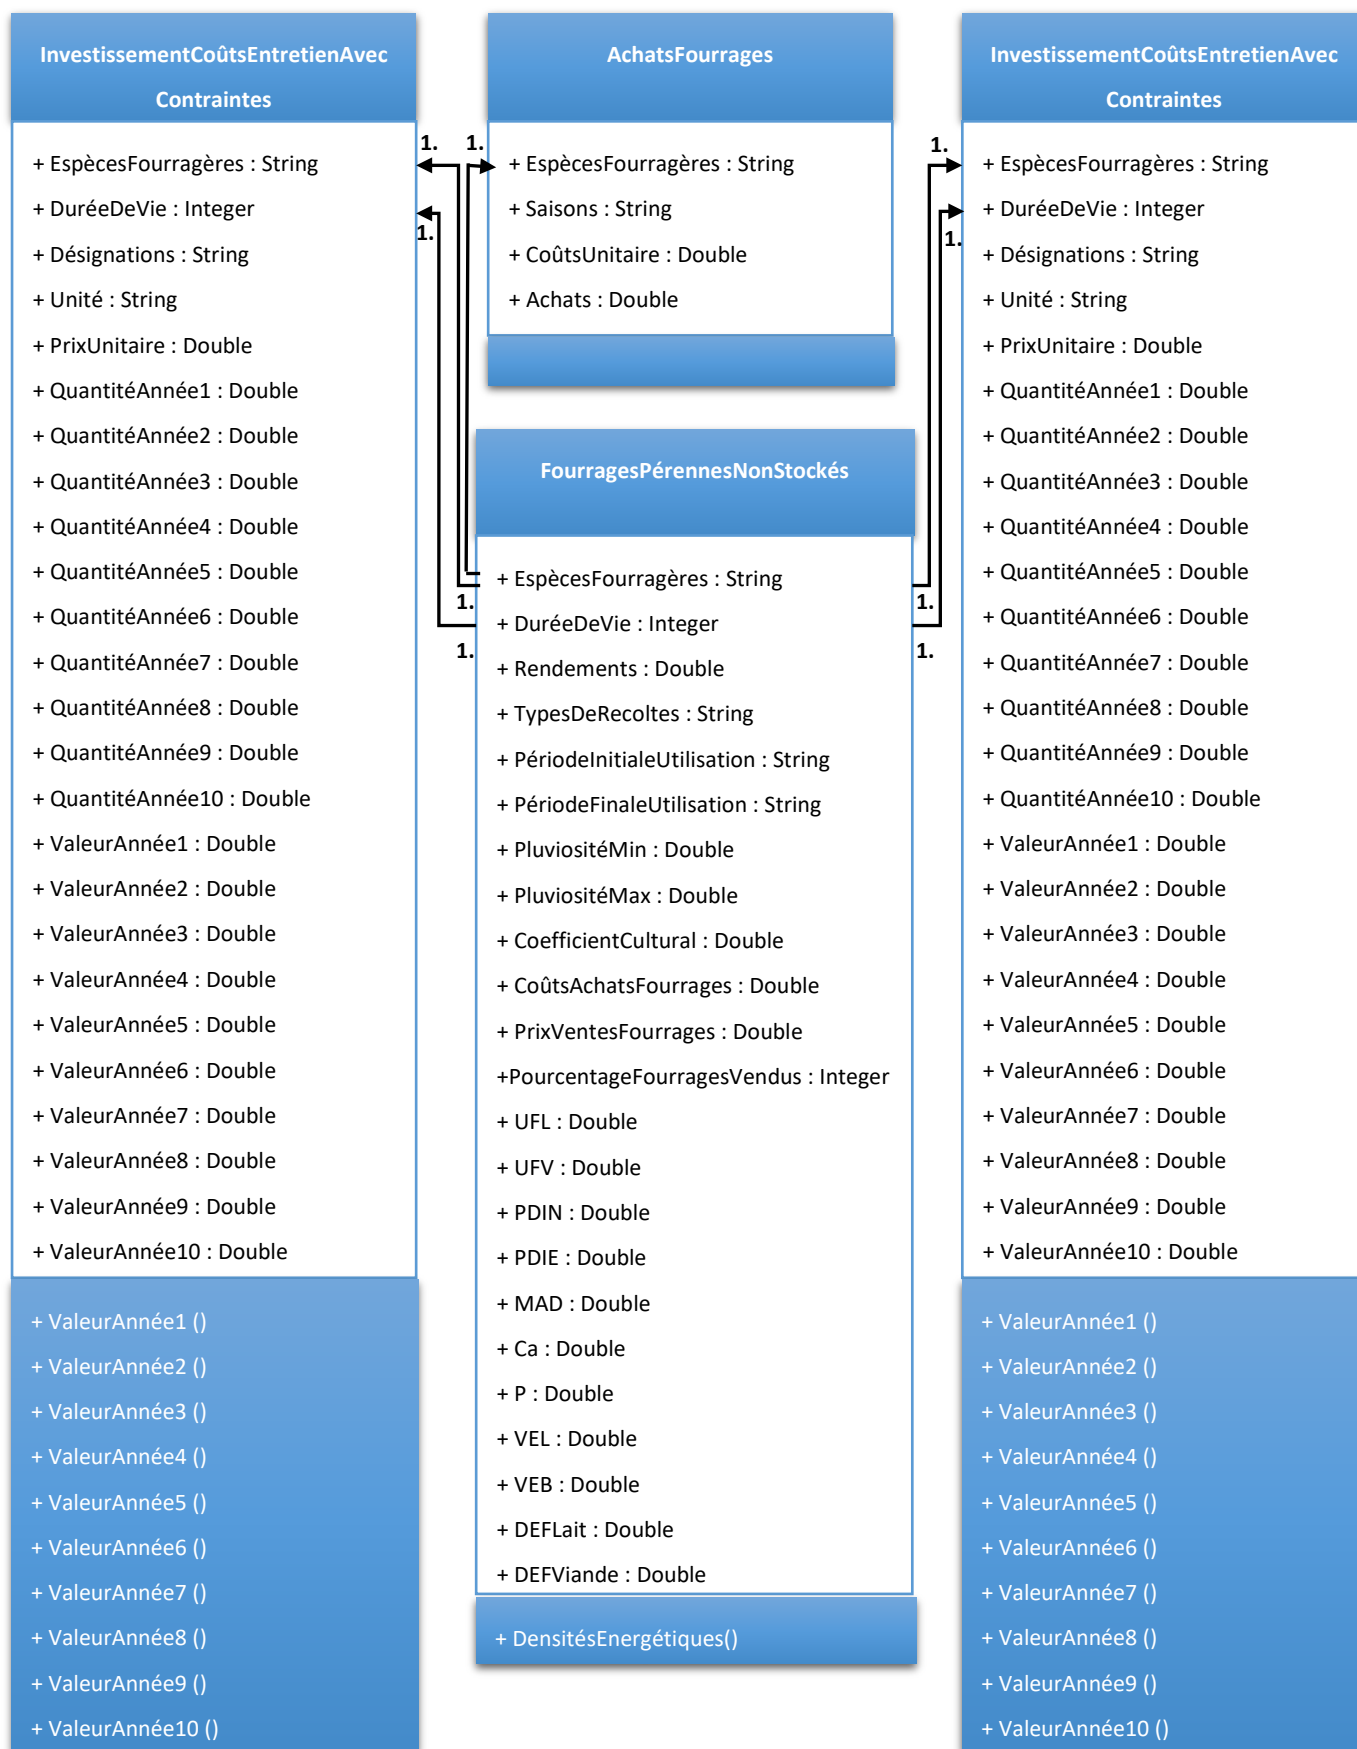 InvestissementCoûtsEntretienAvec
Contraintes
+ EspècesFourragères : String
+ DuréeDeVie : Integer
+ Désignations : String
+ Unité : String
+ PrixUnitaire : Double
+ QuantitéAnnée1 : Double
+ QuantitéAnnée2 : Double
+ QuantitéAnnée3 : Double
+ QuantitéAnnée4 : Double
+ QuantitéAnnée5 : Double
+ QuantitéAnnée6 : Double
+ QuantitéAnnée7 : Double
+ QuantitéAnnée8 : Double
+ QuantitéAnnée9 : Double
+ QuantitéAnnée10 : Double
+ ValeurAnnée1 : Double
+ ValeurAnnée2 : Double
+ ValeurAnnée3 : Double
+ ValeurAnnée4 : Double
+ ValeurAnnée5 : Double
+ ValeurAnnée6 : Double
+ ValeurAnnée7 : Double
+ ValeurAnnée8 : Double
+ ValeurAnnée9 : Double
+ ValeurAnnée10 : Double
+ ValeurAnnée1 ()
+ ValeurAnnée2 ()
+ ValeurAnnée3 ()
+ ValeurAnnée4 ()
+ ValeurAnnée5 ()
+ ValeurAnnée6 ()
+ ValeurAnnée7 ()
+ ValeurAnnée8 ()
+ ValeurAnnée9 ()
+ ValeurAnnée10 ()
1.
1.
1.
1.
1.
AchatsFourrages
+ EspècesFourragères : String
+ Saisons : String
+ CoûtsUnitaire : Double
+ Achats : Double
FourragesPérennesNonStockés
+ EspècesFourragères : String
+ DuréeDeVie : Integer
+ Rendements : Double
+ TypesDeRecoltes : String
+ PériodeInitialeUtilisation : String
+ PériodeFinaleUtilisation : String
+ PluviositéMin : Double
+ PluviositéMax : Double
+ CoefficientCultural : Double
+ CoûtsAchatsFourrages : Double
+ PrixVentesFourrages : Double
+PourcentageFourragesVendus : Integer
+ UFL : Double
+ UFV : Double
+ PDIN : Double
+ PDIE : Double
+ MAD : Double
+ Ca : Double
+ P : Double
+ VEL : Double
+ VEB : Double
+ DEFLait : Double
+ DEFViande : Double
+ DensitésEnergétiques()
1.
1.
1.
1.
InvestissementCoûtsEntretienAvec
Contraintes
+ EspècesFourragères : String
+ DuréeDeVie : Integer
+ Désignations : String
+ Unité : String
+ PrixUnitaire : Double
+ QuantitéAnnée1 : Double
+ QuantitéAnnée2 : Double
+ QuantitéAnnée3 : Double
+ QuantitéAnnée4 : Double
+ QuantitéAnnée5 : Double
+ QuantitéAnnée6 : Double
+ QuantitéAnnée7 : Double
+ QuantitéAnnée8 : Double
+ QuantitéAnnée9 : Double
+ QuantitéAnnée10 : Double
+ ValeurAnnée1 : Double
+ ValeurAnnée2 : Double
+ ValeurAnnée3 : Double
+ ValeurAnnée4 : Double
+ ValeurAnnée5 : Double
+ ValeurAnnée6 : Double
+ ValeurAnnée7 : Double
+ ValeurAnnée8 : Double
+ ValeurAnnée9 : Double
+ ValeurAnnée10 : Double
+ ValeurAnnée1 ()
+ ValeurAnnée2 ()
+ ValeurAnnée3 ()
+ ValeurAnnée4 ()
+ ValeurAnnée5 ()
+ ValeurAnnée6 ()
+ ValeurAnnée7 ()
+ ValeurAnnée8 ()
+ ValeurAnnée9 ()
+ ValeurAnnée10 ()